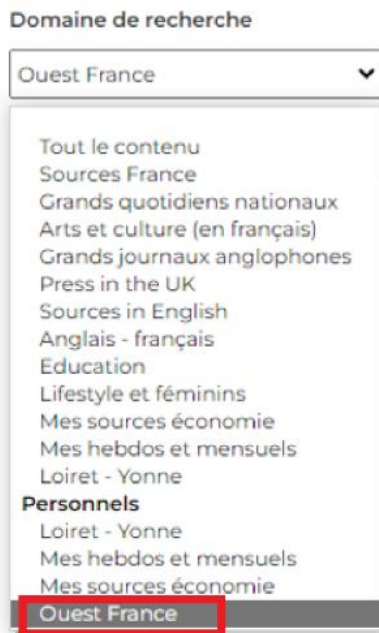 Domaine de recherche
Ouest France
Tout le contenu
Sources France
Grands quotidiens nationaux
Arts et culture (en français)
Grands journaux anglophones
Press in the UK
Sources in English
Anglais - français
Education
Lifestyle et féminins
Mes sources économie
Mes hebdos et mensuels
Loiret - Yonne
Personnels
Loiret - Yonne
Mes hebdos et mensuels
Mes sources économie
Ouest France